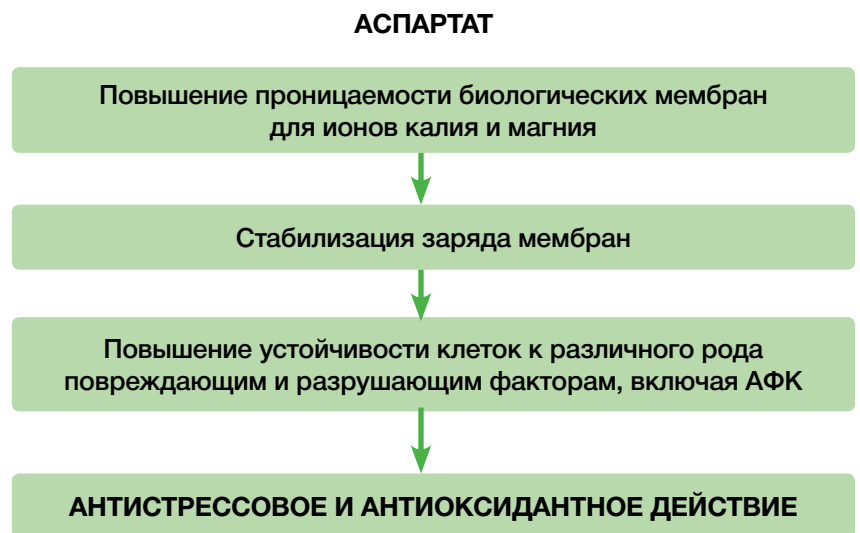 АСПАРТАТ
Повышение проницаемости биологических мембран
для ионов калия и магния
Стабилизация заряда мембран
Повышение устойчивости клеток к различного рода
повреждающим и разрушающим факторам, включая АФК
АНТИСТРЕССОВОЕ И АНТИОКСИДАНТНОЕ ДЕЙСТВИЕ